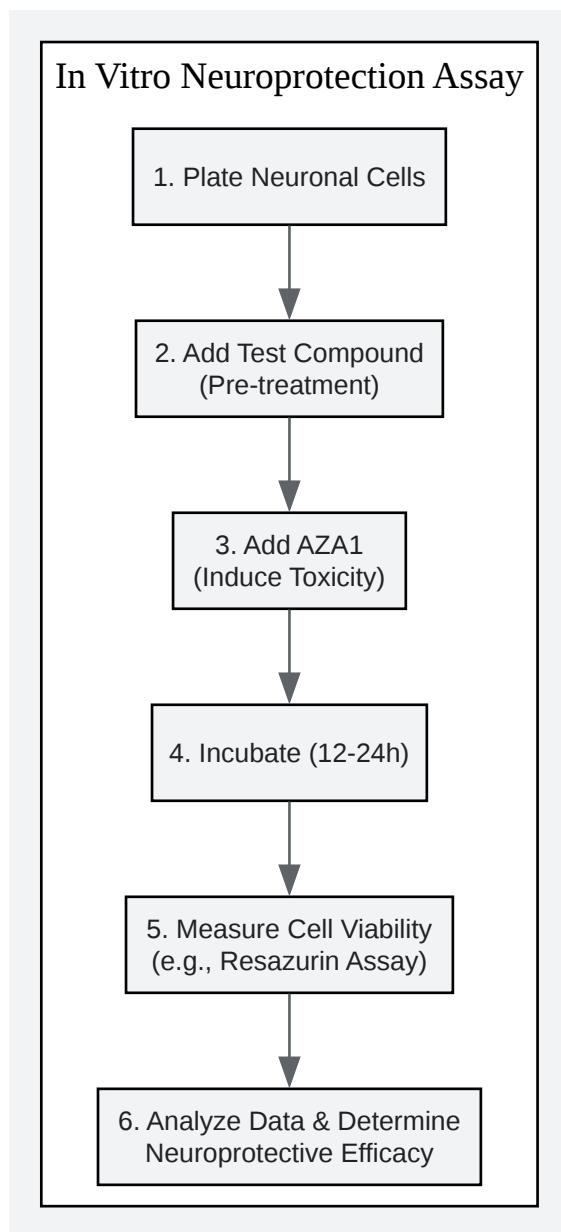 In Vitro Neuroprotection Assay
1. Plate Neuronal Cells
2. Add Test Compound
(Pre-treatment)
3. Add AZA1
(Induce Toxicity)
4. Incubate (12-24h)
5. Measure Cell Viability
(e.g., Resazurin Assay)
6. Analyze Data & Determine
Neuroprotective Efficacy